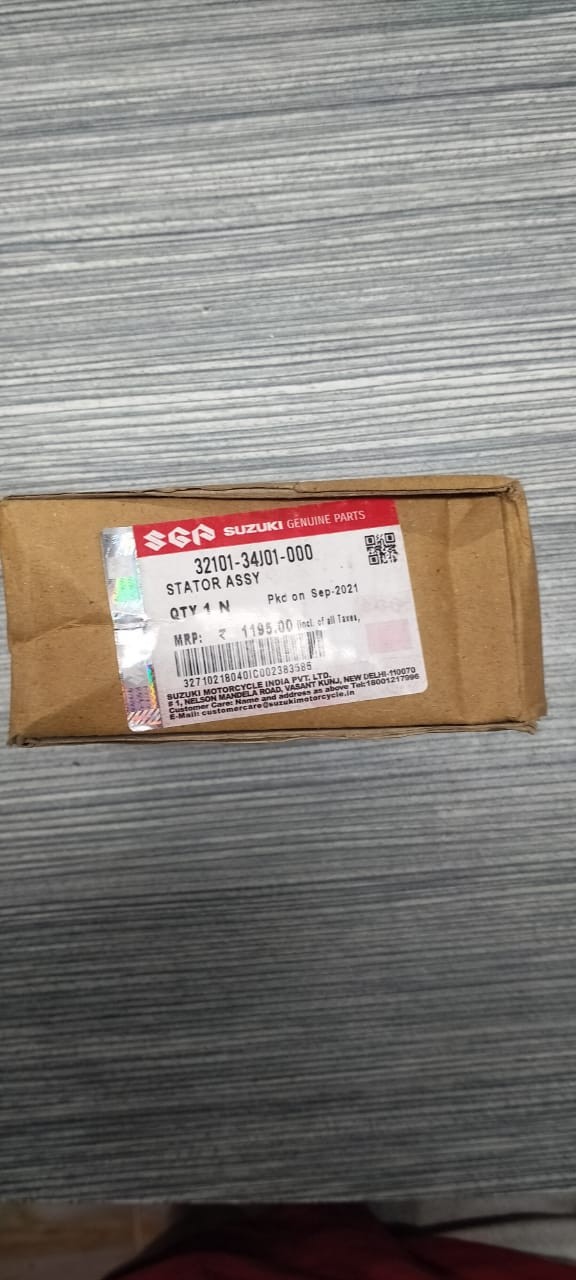 SGP SUZUKI GENUINE PARTS
32101-34J01-000
STATOR ASSY
QTY 1 N Pkd on Sep-2021
MRP: ₹ 1195.00 (incl. of all Taxes,
SUZUKI MOTORCYCLE INDIA PVT. LTD.
# 1, NELSON MANDELA ROAD, VASANT KUNJ, NEW DELHI-110070
Customer Care: Name and address as above Tel:18001217996
E-Mail: customercare@suzukimotorcycle.in